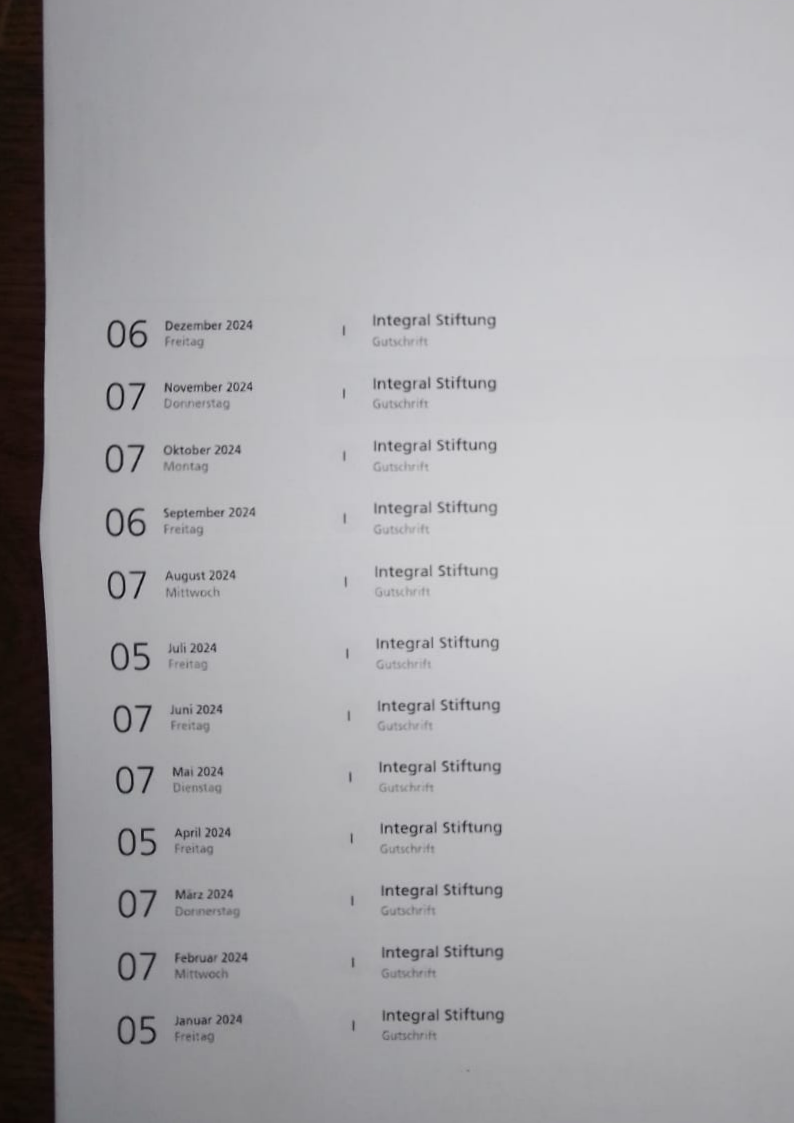 06 Dezember 2024 I Integral Stiftung
Freitag Gutschrift
07 November 2024 I Integral Stiftung
Donnerstag Gutschrift
07 Oktober 2024 I Integral Stiftung
Montag Gutschrift
06 September 2024 I Integral Stiftung
Freitag Gutschrift
07 August 2024 I Integral Stiftung
Mittwoch Gutschrift
05 Juli 2024 I Integral Stiftung
Freitag Gutschrift
07 Juni 2024 I Integral Stiftung
Freitag Gutschrift
07 Mai 2024 I Integral Stiftung
Dienstag Gutschrift
05 April 2024 I Integral Stiftung
Freitag Gutschrift
07 März 2024 I Integral Stiftung
Donnerstag Gutschrift
07 Februar 2024 I Integral Stiftung
Mittwoch Gutschrift
05 Januar 2024 I Integral Stiftung
Freitag Gutschrift